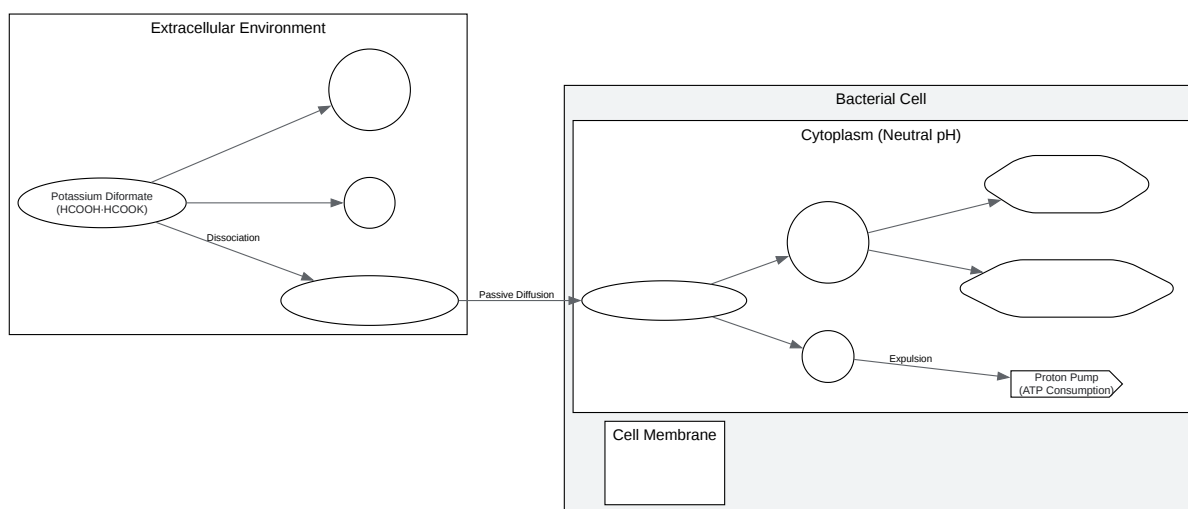 Extracellular Environment
Potassium Diformate
(HCOOH·HCOOK)
Dissociation
Passive Diffusion
Bacterial Cell
Cytoplasm (Neutral pH)
Expulsion
Proton Pump
(ATP Consumption)
Cell Membrane